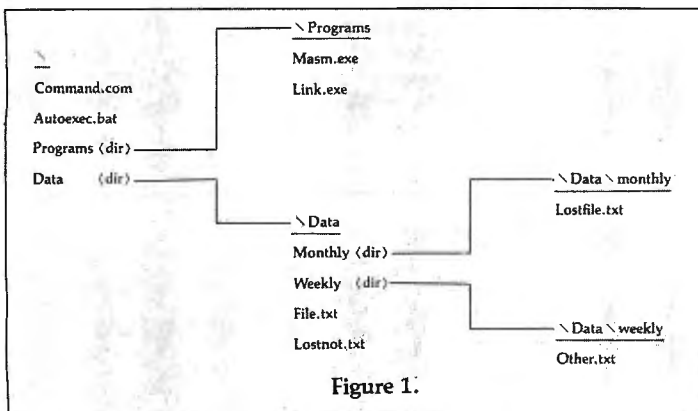 \
Command.com
Autoexec.bat
Programs (dir)
Data (dir)
\Programs
Masm.exe
Link.exe
\Data
Monthly (dir)
Weekly (dir)
File.txt
Lostnot.txt
\Data\monthly
Lostfile.txt
\Data\weekly
Other.txt
Figure 1.